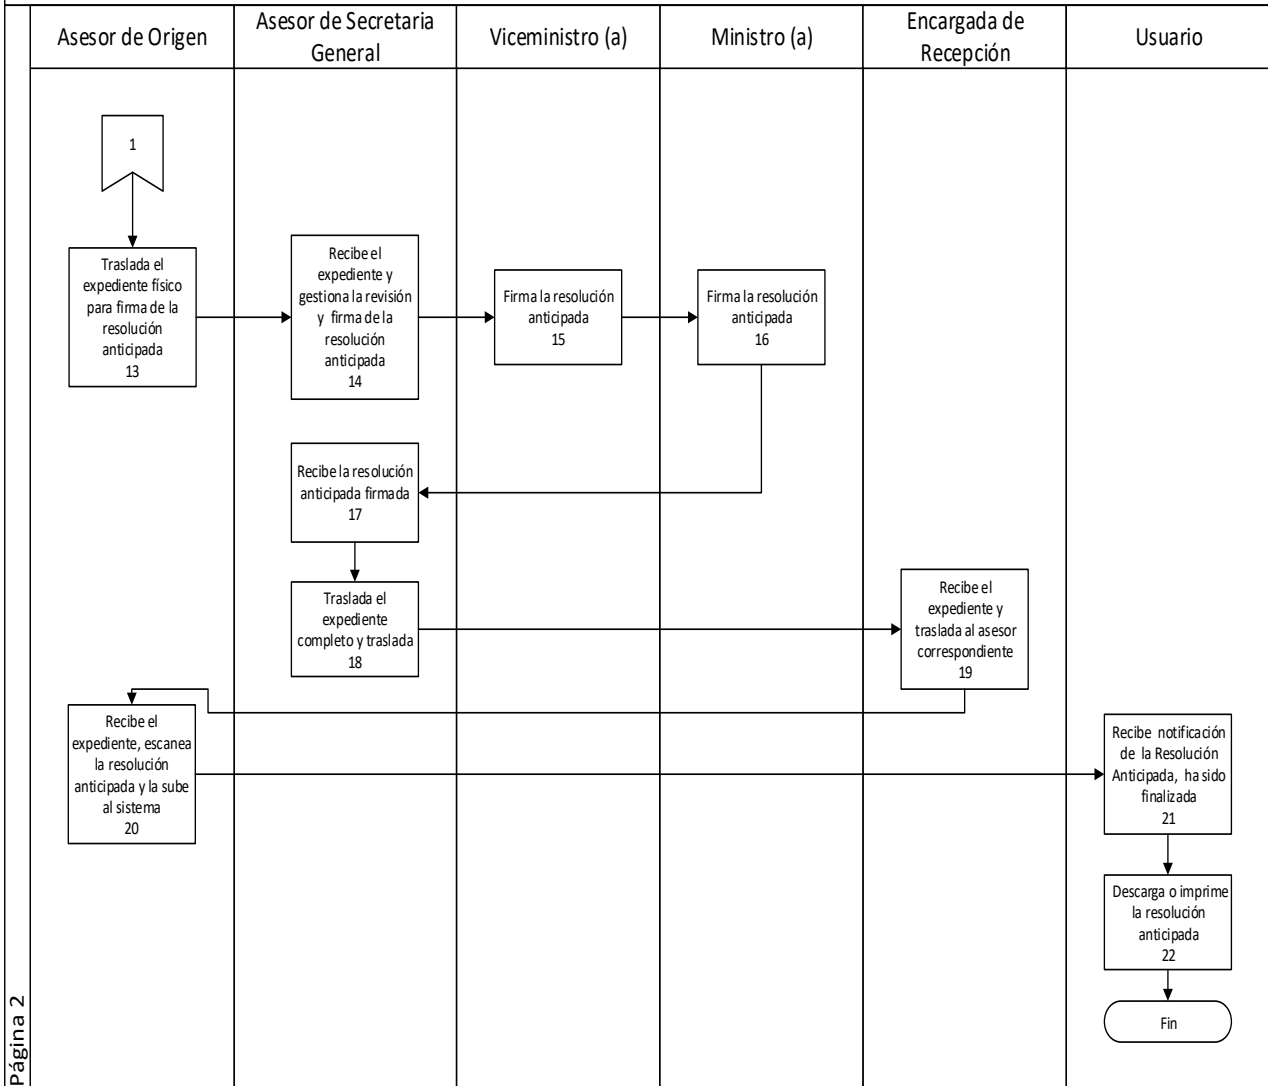 Asesor de Origen
Asesor de Secretaria
General
Viceministro (a)
Ministro (a)
Encargada de
Recepción
Usuario
1
Traslada el
expediente físico
para firma de la
resolución
anticipada
13
Recibe el
expediente y
gestiona la revisión
y firma de la
resolución
anticipada
14
Firma la resolución
anticipada
15
Firma la resolución
anticipada
16
Recibe la resolución
anticipada firmada
17
Traslada el
expediente
completo y traslada
18
Recibe el
expediente y
traslada al asesor
correspondiente
19
Recibe el
expediente, escanea
la resolución
anticipada y la sube
al sistema
20
Recibe notificación
de la Resolución
Anticipada, ha sido
finalizada
21
Descarga o imprime
la resolución
anticipada
22
Fin
Página 2